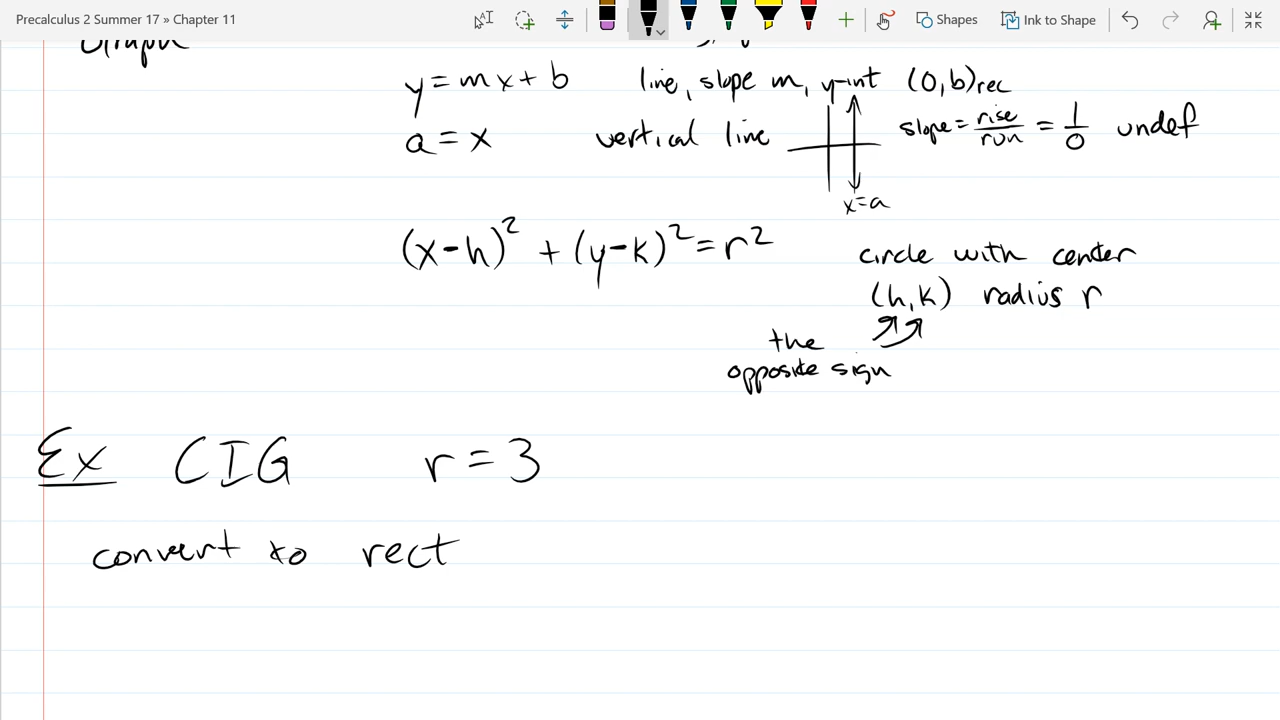 Precalculus 2 Summer 17 » Chapter 11
Shapes
Ink to Shape
y = mx + b line, slope m, y-int (0,b)rec
a = x vertical line slope = rise/run = 1/0 undef
x=a
(x-h)² + (y-k)² = r²
circle with center
(h,k) radius r
the
opposite sign
Ex CIG r = 3
convert to rect